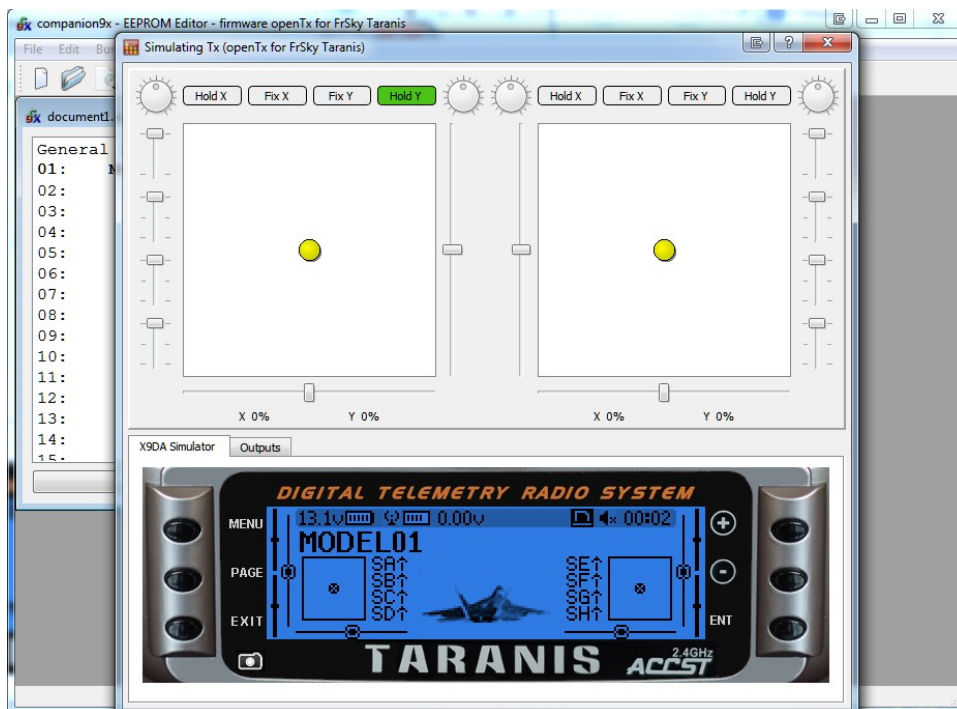 companion9x - EEPROM Editor - firmware openTx for FrSky Taranis
File Edit
Simulating Tx (openTx for FrSky Taranis)
Hold X Fix X Fix Y Hold Y Hold X Fix X Fix Y Hold Y
document1.
General
01:
02:
03:
04:
05:
06:
07:
08:
09:
10:
11:
12:
13:
14:
15:
X 0% Y 0% X 0% Y 0%
X9DA Simulator Outputs
DIGITAL TELEMETRY RADIO SYSTEM
13.1v 0.00v 00:02
MENU
MODEL01
SA↑ SE↑
PAGE SB↑ SF↑
SC↑ SG↑
EXIT SD↑ SH↑ ENT
+
-
TARANIS ACCST 2.4GHz